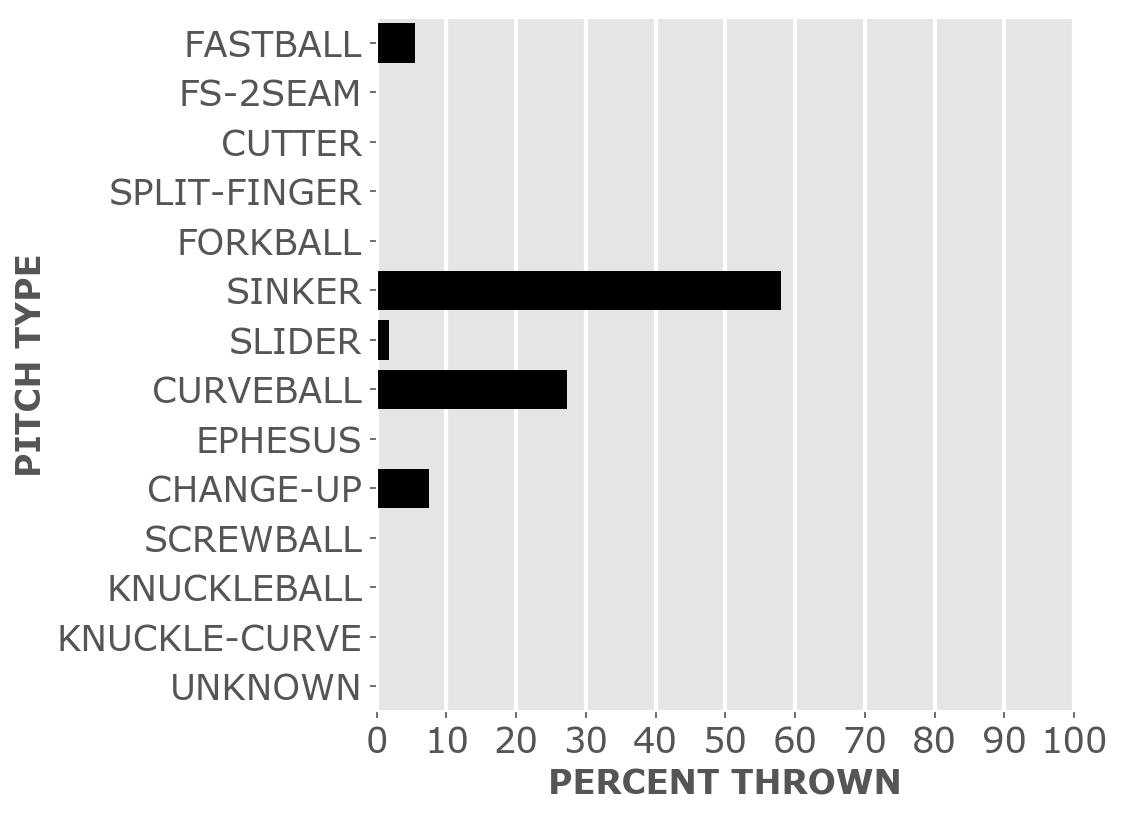 FASTBALL
FS-2SEAM
CUTTER
SPLIT-FINGER
FORKBALL
SINKER
SLIDER
CURVEBALL
EPHESUS
CHANGE-UP
SCREWBALL
KNUCKLEBALL
KNUCKLE-CURVE
UNKNOWN
PITCH TYPE
0 10 20 30 40 50 60 70 80 90 100
PERCENT THROWN